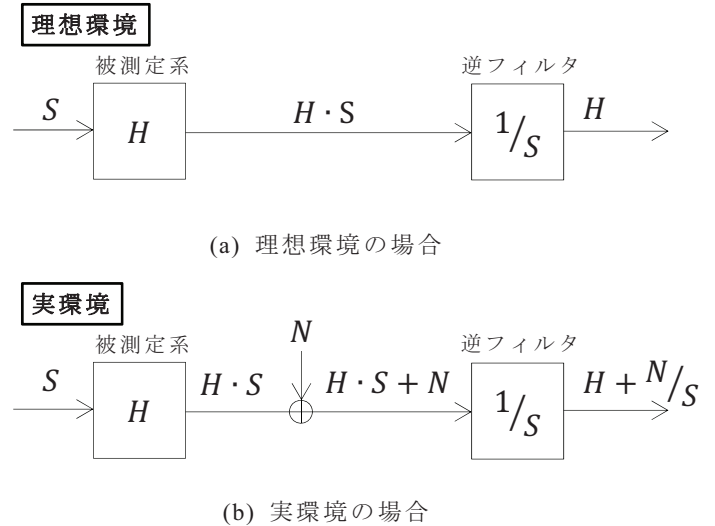 理想環境
被測定系
逆フィルタ
S
H
H · S
1/S
H
(a) 理想環境の場合
実環境
被測定系
N
逆フィルタ
S
H
H · S
H · S + N
1/S
H + N/S
(b) 実環境の場合